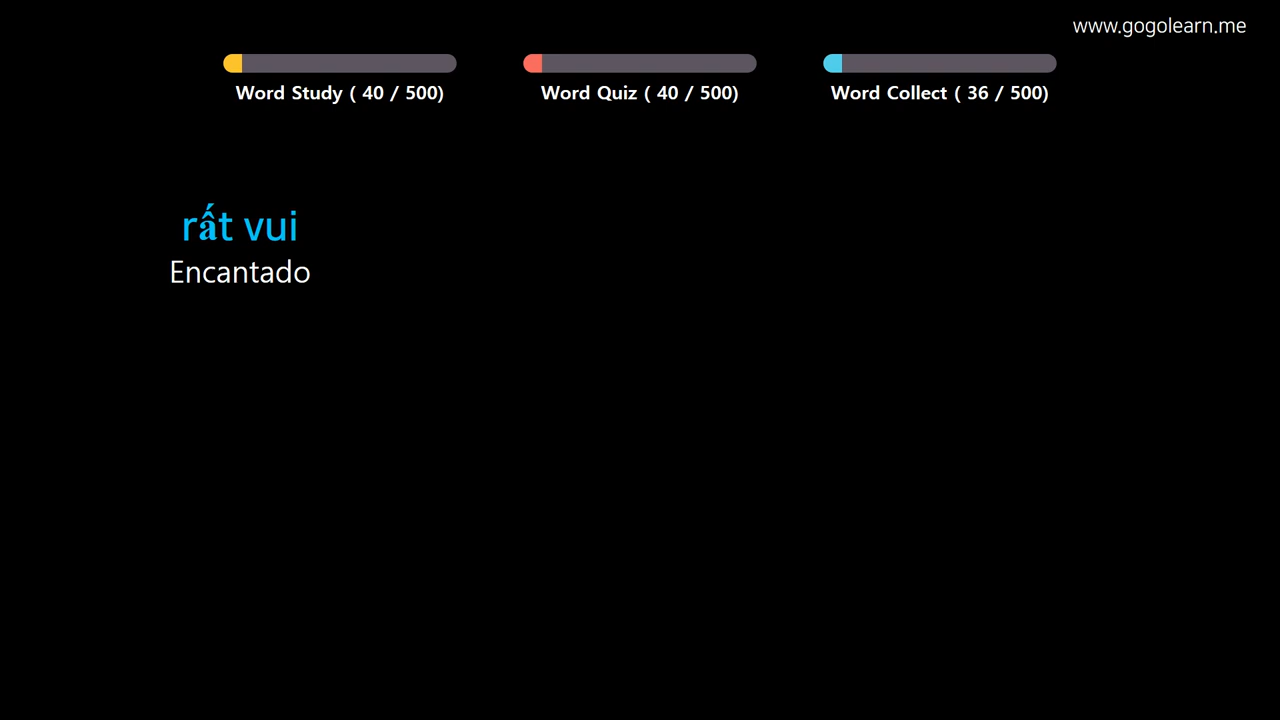 www.gogolearn.me
Word Study ( 40 / 500)
Word Quiz ( 40 / 500)
Word Collect ( 36 / 500)
rất vui
Encantado